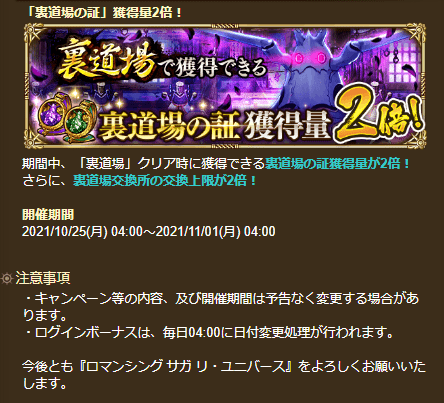 「裏道場の証」獲得量2倍！
裏道場で獲得できる
裏道場の証獲得量2倍！
期間中、「裏道場」クリア時に獲得できる裏道場の証獲得量が2倍！
さらに、裏道場交換所の交換上限が2倍！
開催期間
2021/10/25(月) 04:00～2021/11/01(月) 04:00
注意事項
・キャンペーン等の内容、及び開催期間は予告なく変更する場合があ
ります。
・ログインボーナスは、毎日04:00に日付変更処理が行われます。
今後とも『ロマンシング サガ リ・ユニバース』をよろしくお願いいた
します。